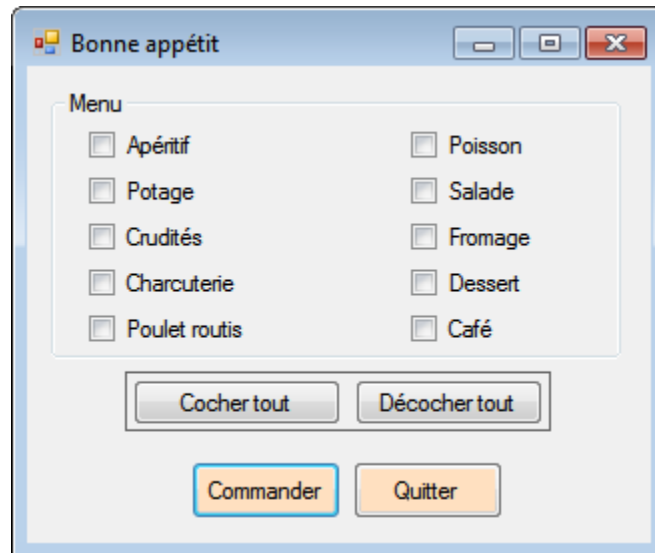 Bonne appétit
Menu
Apéritif
Poisson
Potage
Salade
Crudités
Fromage
Charcuterie
Dessert
Poulet routis
Café
Cocher tout
Décocher tout
Commander
Quitter